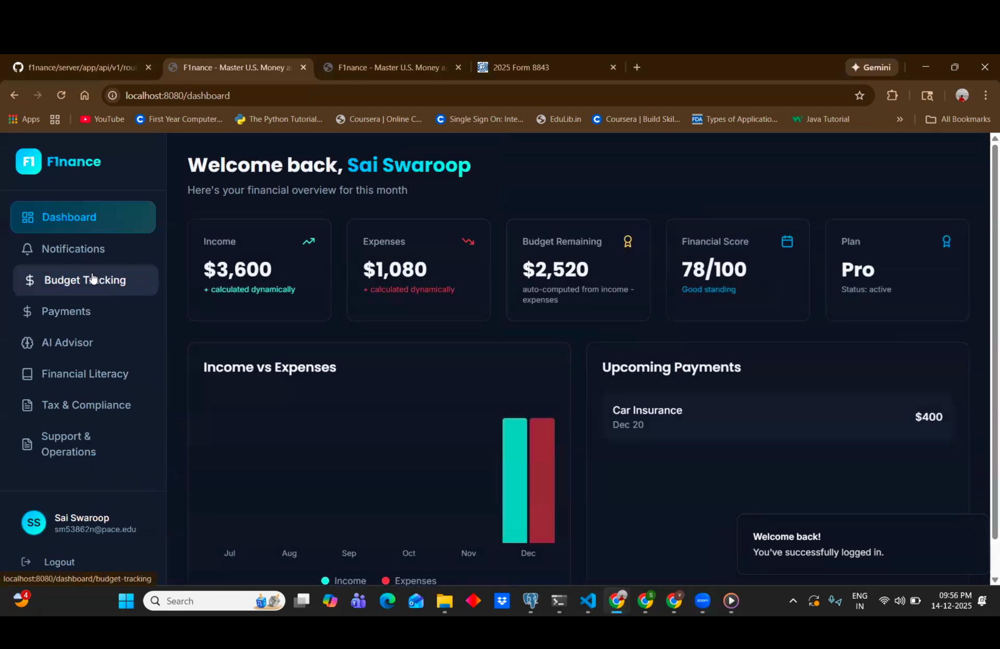 f1nance/server/app/api/v1/rou
F1nance - Master U.S. Money a
F1nance - Master U.S. Money a
2025 Form 8843
Gemini
localhost:8080/dashboard
Apps
YouTube
First Year Computer...
The Python Tutorial...
Coursera | Online C...
Single Sign On: Inte...
EduLib.in
Coursera | Build Skil...
FDA
Types of Applicatio...
Java Tutorial
All Bookmarks
F1
F1nance
Dashboard
Notifications
Budget Tracking
Payments
AI Advisor
Financial Literacy
Tax & Compliance
Support &
Operations
SS
Sai Swaroop
sm53862n@pace.edu
Logout
localhost:8080/dashboard/budget-tracking
Welcome back, Sai Swaroop
Here's your financial overview for this month
Income
$3,600
+ calculated dynamically
Expenses
$1,080
+ calculated dynamically
Budget Remaining
$2,520
auto-computed from income -
expenses
Financial Score
78/100
Good standing
Plan
Pro
Status: active
Income vs Expenses
Jul Aug Sep Oct Nov Dec
Income Expenses
Upcoming Payments
Car Insurance
Dec 20
$400
Welcome back!
You've successfully logged in.
4
Search
S
V
zoom
ENG
IN
09:56 PM
14-12-2025